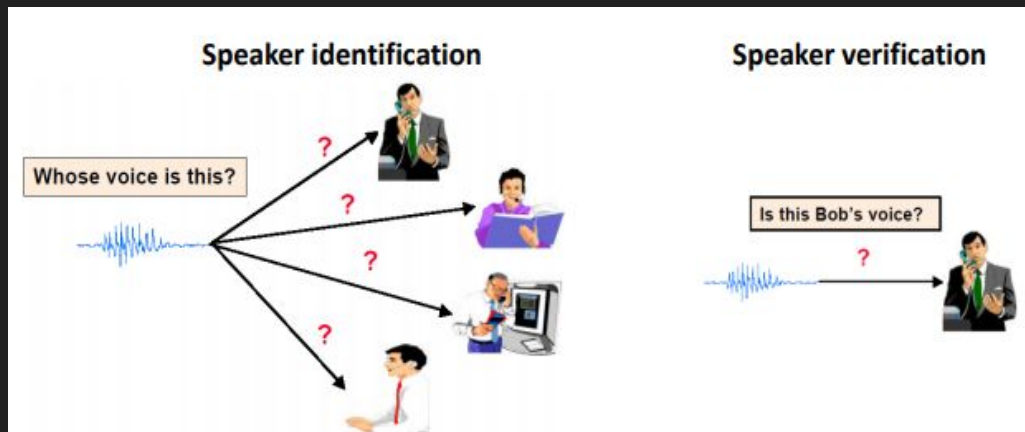 Speaker identification
Whose voice is this?
?
?
?
?
Speaker verification
Is this Bob's voice?
?